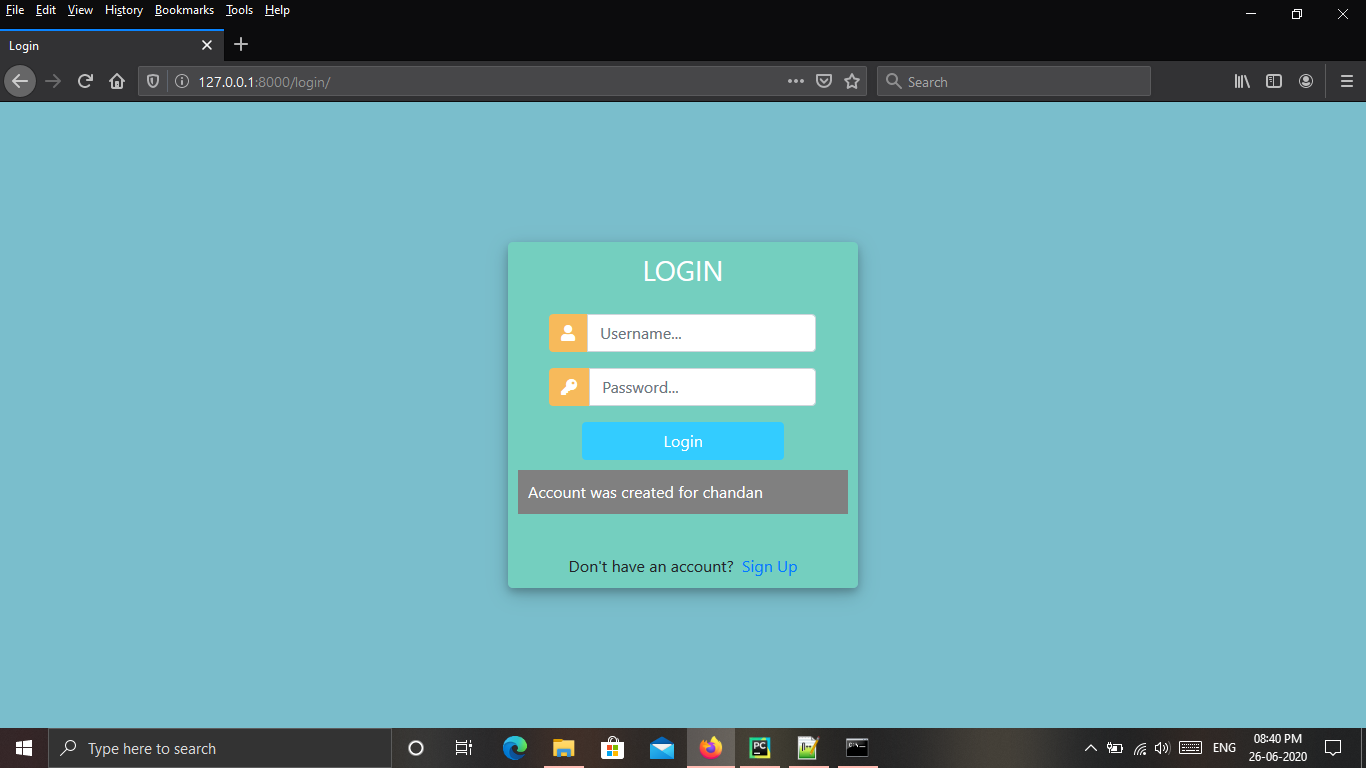 File Edit View History Bookmarks Tools Help
Login
127.0.0.1:8000/login/
Search
LOGIN
Username...
Password...
Login
Account was created for chandan
Don't have an account? Sign Up
Type here to search
PC
ENG
08:40 PM
26-06-2020